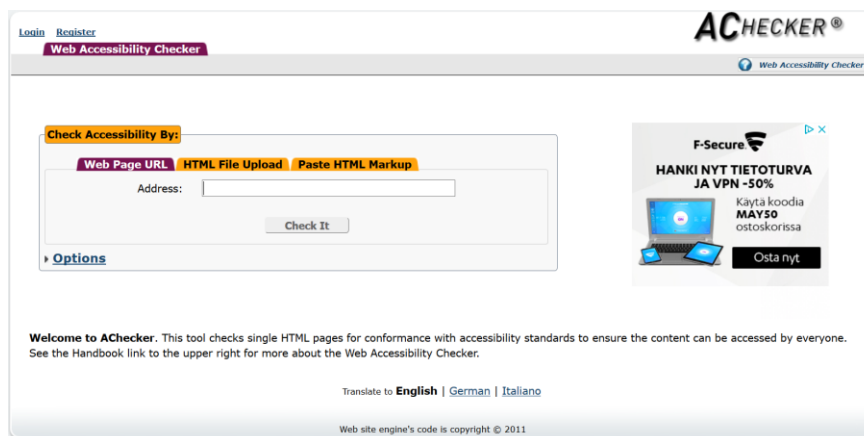 Login Register
ACHECKER ®
Web Accessibility Checker
Web Accessibility Checker
Check Accessibility By:
Web Page URL HTML File Upload Paste HTML Markup
Address:
Check It
Options
F-Secure
HANKI NYT TIETOTURVA
JA VPN -50%
Käytä koodia
MAY50
ostoskorissa
Osta nyt
Welcome to AChecker. This tool checks single HTML pages for conformance with accessibility standards to ensure the content can be accessed by everyone.
See the Handbook link to the upper right for more about the Web Accessibility Checker.
Translate to English | German | Italiano
Web site engine's code is copyright © 2011